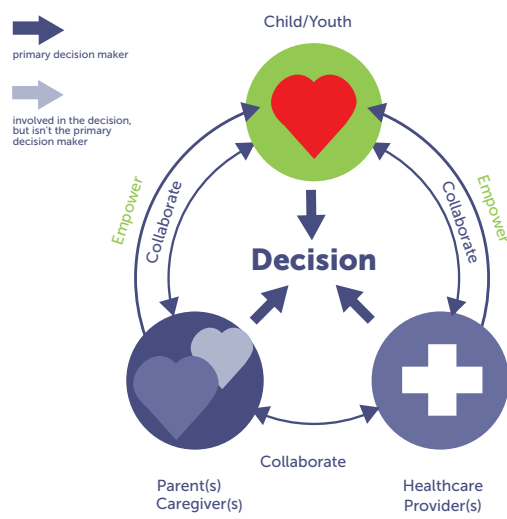 Child/Youth
primary decision maker
involved in the decision,
but isn't the primary
decision maker
Empower
Collaborate
Collaborate
Empower
Decision
Collaborate
Parent(s)
Caregiver(s)
Healthcare
Provider(s)